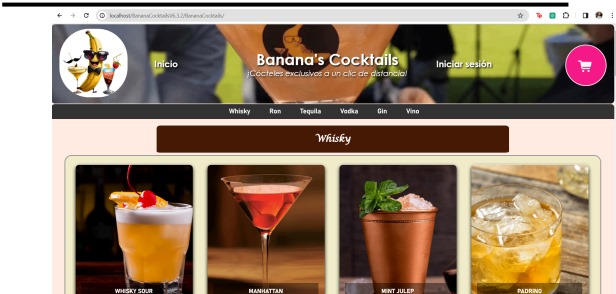 localhost/BananaCocktailsV6.3.2/BananaCocktails/
Inicio
Banana's Cocktails
¡Cócteles exclusivos a un clic de distancia!
Iniciar sesión
Whisky Ron Tequila Vodka Gin Vino
Whisky
WHISKY SOUR MANHATTAN MINT JULEP PADRINO